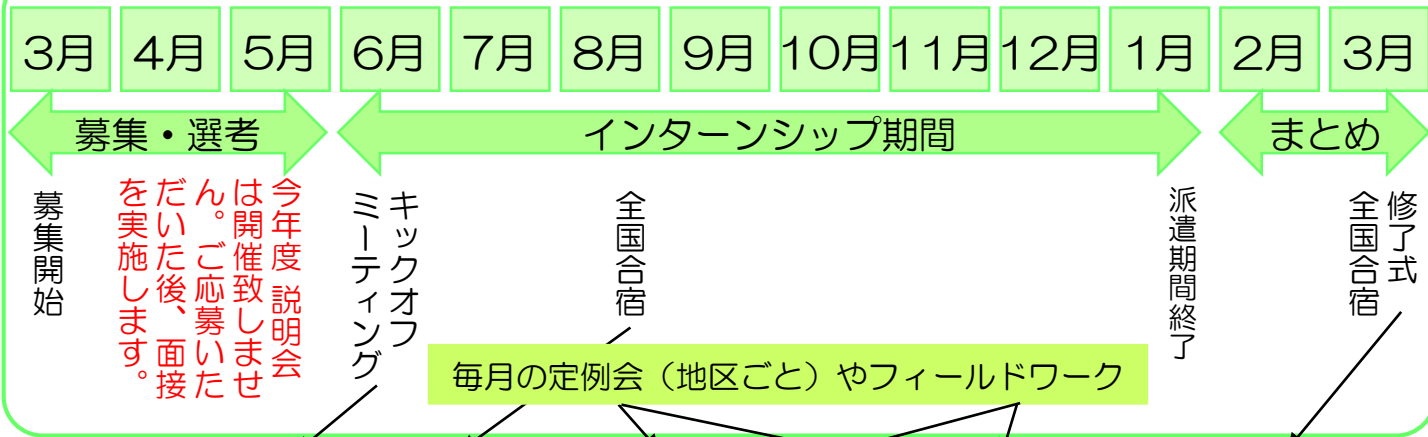 3月 4月 5月 6月 7月 8月 9月 10月 11月 12月 1月 2月 3月
募集・選考
インターンシップ期間
まとめ
募集開始
今年度 説明会
は開催致しませ
ん。ご応募いた
だいた後、面接
を実施します。
キックオフ
ミーティング
全国合宿
派遣期間終了
修了式
全国合宿
毎月の定例会（地区ごと）やフィールドワーク